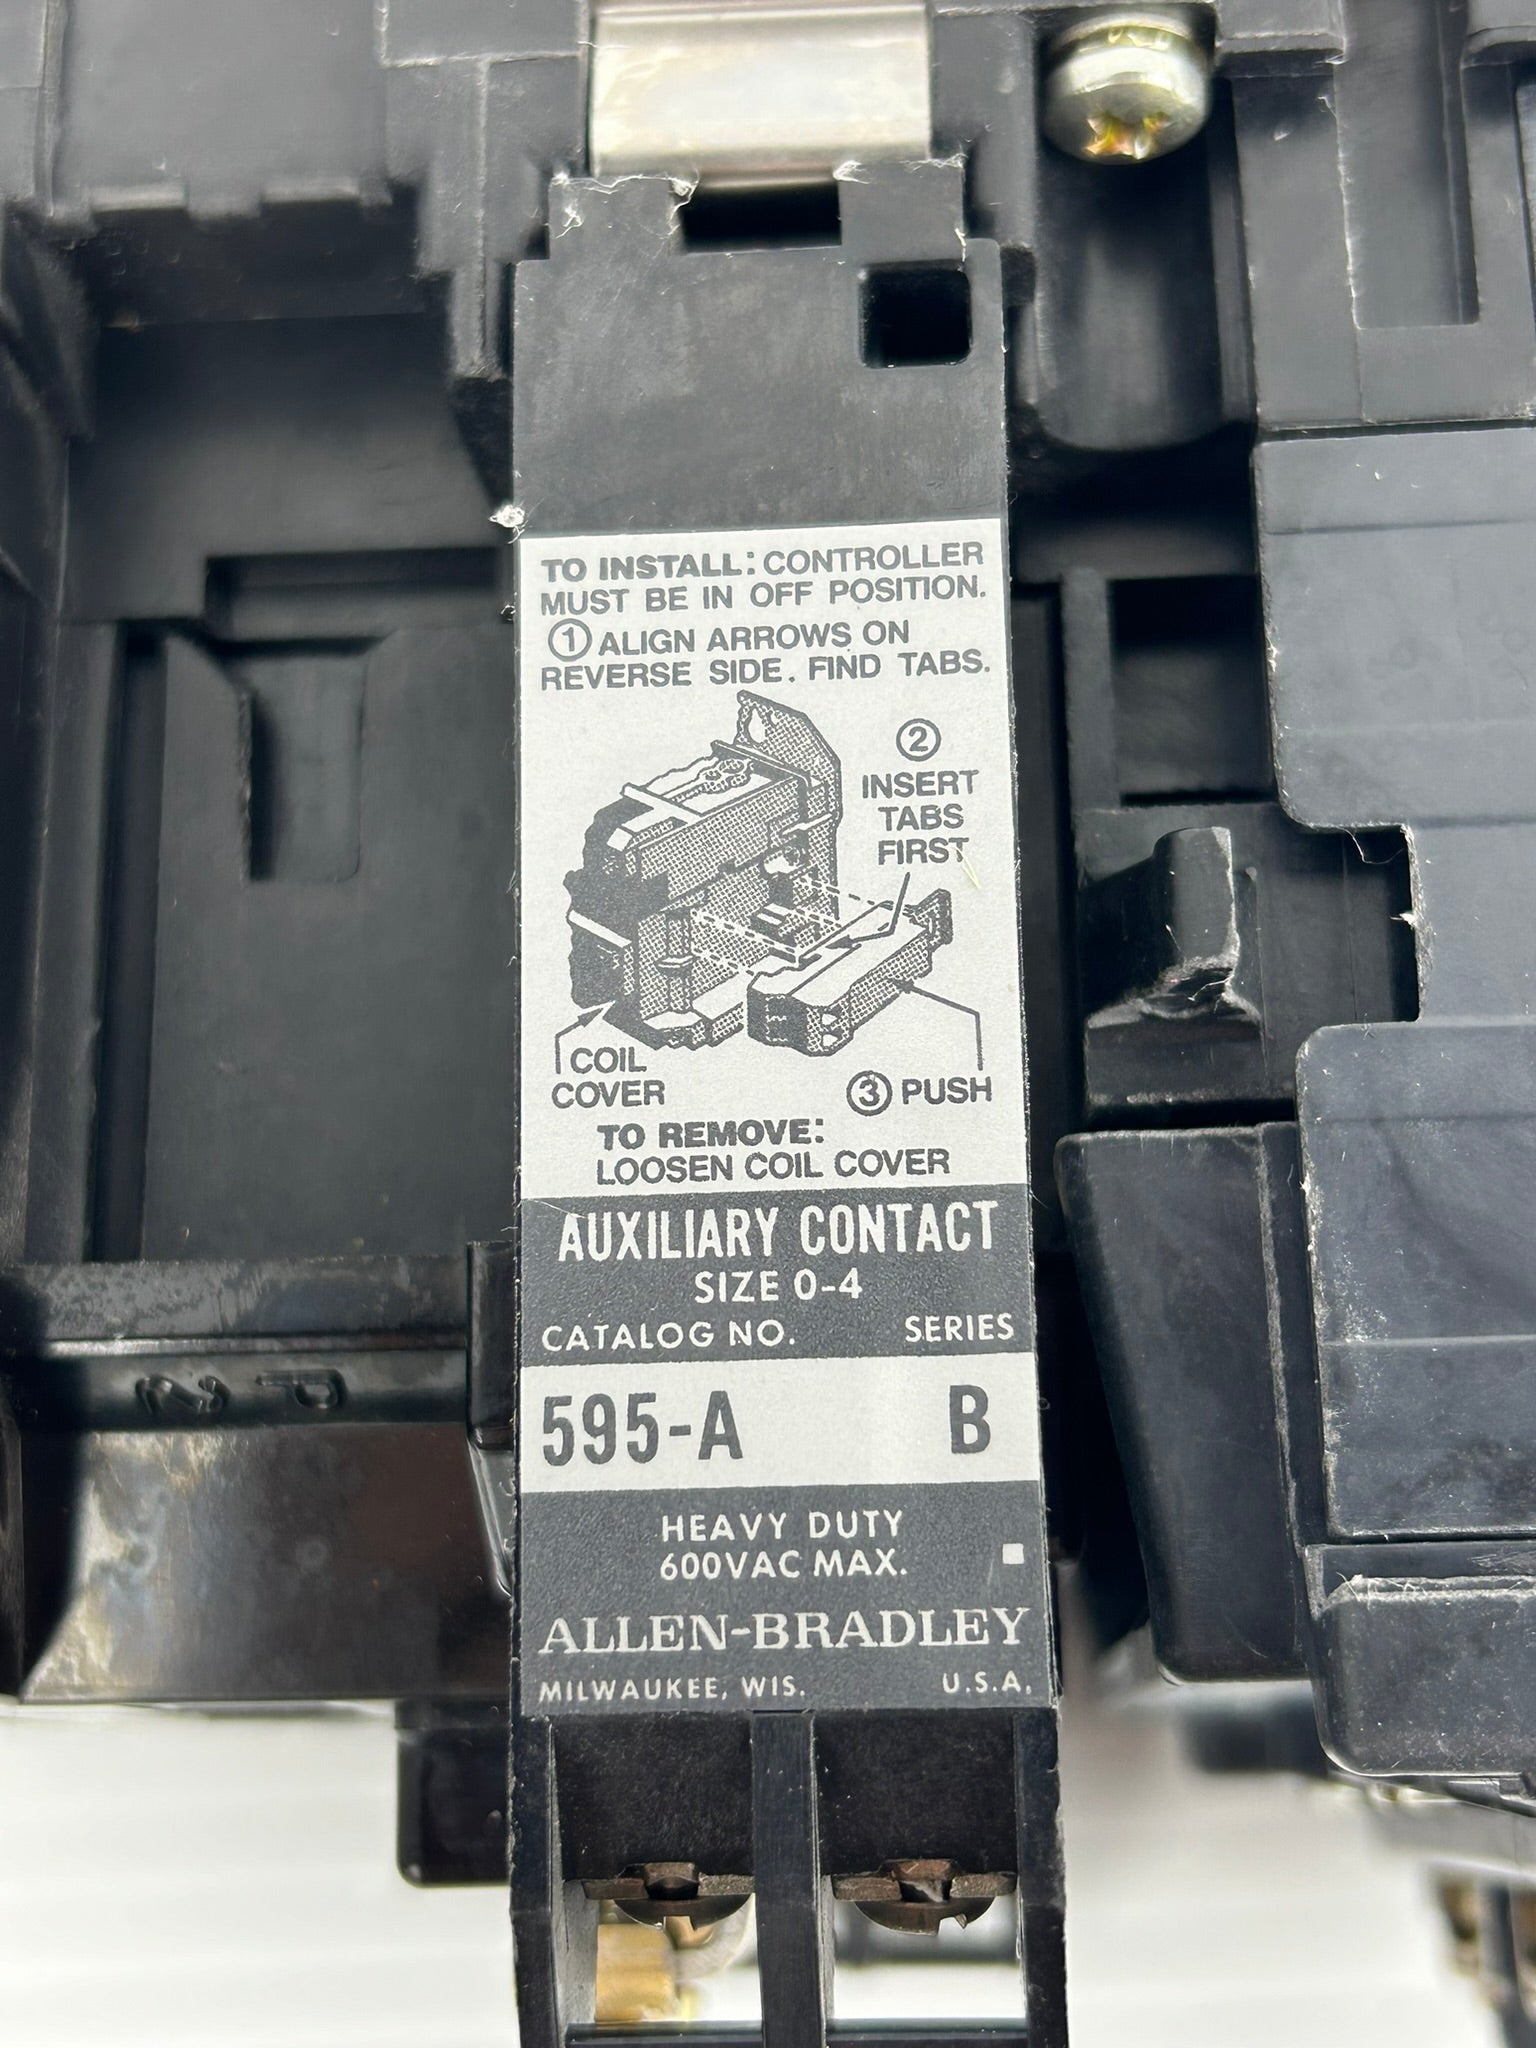 TO INSTALL: CONTROLLER
MUST BE IN OFF POSITION.
① ALIGN ARROWS ON
REVERSE SIDE. FIND TABS.
②
INSERT
TABS
FIRST
COIL
COVER
③ PUSH
TO REMOVE:
LOOSEN COIL COVER
AUXILIARY CONTACT
SIZE 0-4
CATALOG NO. SERIES
595-A B
HEAVY DUTY
600VAC MAX.
ALLEN-BRADLEY
MILWAUKEE, WIS. U.S.A.
P2